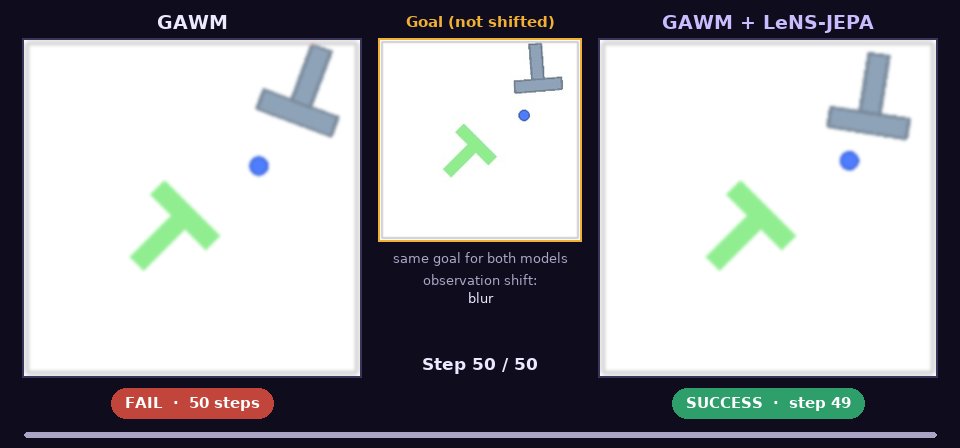 GAWM
Goal (not shifted)
GAWM + LeNS-JEPA
same goal for both models
observation shift:
blur
Step 50 / 50
FAIL · 50 steps
SUCCESS · step 49